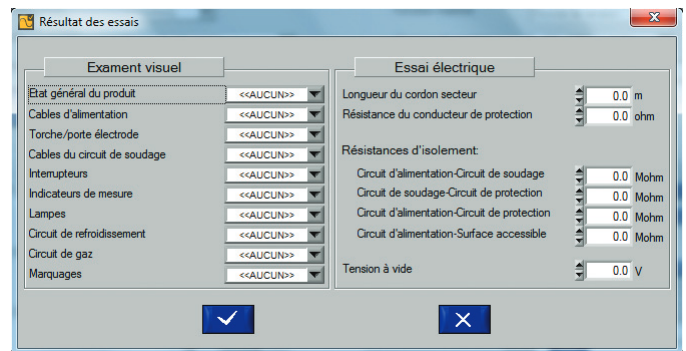 Résultat des essais
Exament visuel
Etat général du produit <<AUCUN>>
Cables d'alimentation <<AUCUN>>
Torche/porte électrode <<AUCUN>>
Cables du circuit de soudage <<AUCUN>>
Interrupteurs <<AUCUN>>
Indicateurs de mesure <<AUCUN>>
Lampes <<AUCUN>>
Circuit de refroidissement <<AUCUN>>
Circuit de gaz <<AUCUN>>
Marquages <<AUCUN>>
Essai électrique
Longueur du cordon secteur 0.0 m
Résistance du conducteur de protection 0.0 ohm
Résistances d'isolement:
Circuit d'alimentation-Circuit de soudage 0.0 Mohm
Circuit de soudage-Circuit de protection 0.0 Mohm
Circuit d'alimentation-Circuit de protection 0.0 Mohm
Circuit d'alimentation-Surface accessible 0.0 Mohm
Tension à vide 0.0 V